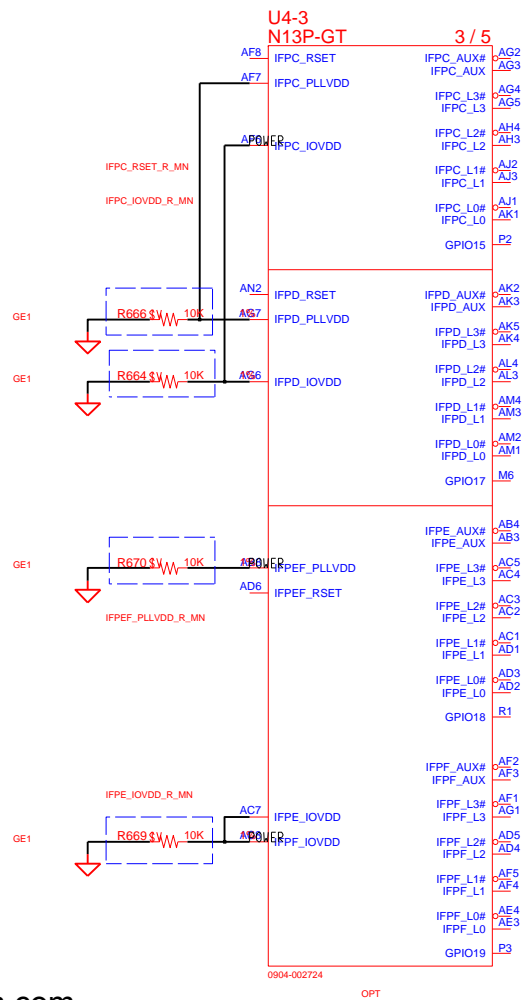 U4-3
N13P-GT 3 / 5
AF8 IFPC_RSET IFPC_AUX# AG2
IFPC_AUX AG3
AF7 IFPC_PLLVDD
IFPC_L3# AG4
IFPC_L3 AG5
IFPC_L2# AH4
POWER IFPC_IOVDD IFPC_L2 AH3
IFPC_RSET_R_MN
IFPC_L1# AJ2
IFPC_L1 AJ3
IFPC_IOVDD_R_MN
IFPC_L0# AJ1
IFPC_L0 AK1
GPIO15 P2
AN2 IFPD_RSET IFPD_AUX# AK2
IFPD_AUX AK3
GE1 R666 10K AG7 IFPD_PLLVDD
IFPD_L3# AK5
IFPD_L3 AK4
IFPD_L2# AL4
GE1 R664 10K AG6 IFPD_IOVDD IFPD_L2 AL3
IFPD_L1# AM4
IFPD_L1 AM3
IFPD_L0# AM2
IFPD_L0 AM1
GPIO17 M6
IFPE_AUX# AB4
IFPE_AUX AB3
GE1 R670 10K POWER IFPEF_PLLVDD IFPE_L3# AC5
IFPE_L3 AC4
AD6 IFPEF_RSET
IFPE_L2# AC3
IFPEF_PLLVDD_R_MN IFPE_L2 AC2
IFPE_L1# AC1
IFPE_L1 AD1
IFPE_L0# AD3
IFPE_L0 AD2
GPIO18 R1
IFPF_AUX# AF2
IFPF_AUX AF3
IFPE_IOVDD_R_MN
IFPF_L3# AF1
AC7 IFPE_IOVDD IFPF_L3 AG1
GE1 R669 10K POWER IFPF_IOVDD IFPF_L2# AD5
IFPF_L2 AD4
IFPF_L1# AF5
IFPF_L1 AF4
IFPF_L0# AE4
IFPF_L0 AE3
GPIO19 P3
0904-002724
OPT